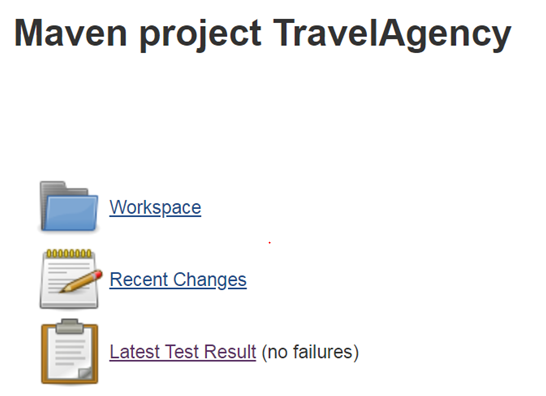 Maven project TravelAgency
Workspace
Recent Changes
Latest Test Result (no failures)